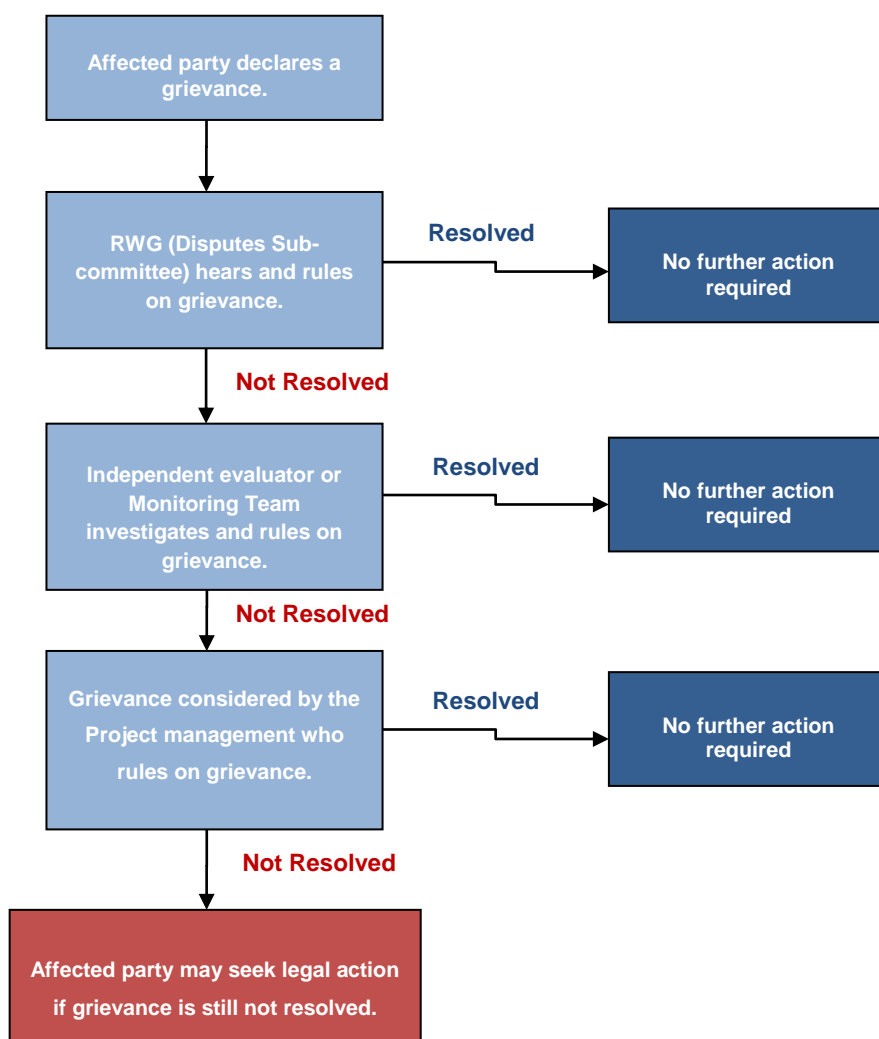 Affected party declares a
grievance.
RWG (Disputes Sub-
committee) hears and rules
on grievance.
Resolved
No further action
required
Not Resolved
Independent evaluator or
Monitoring Team
investigates and rules on
grievance.
Resolved
No further action
required
Not Resolved
Grievance considered by the
Project management who
rules on grievance.
Resolved
No further action
required
Not Resolved
Affected party may seek legal action
if grievance is still not resolved.